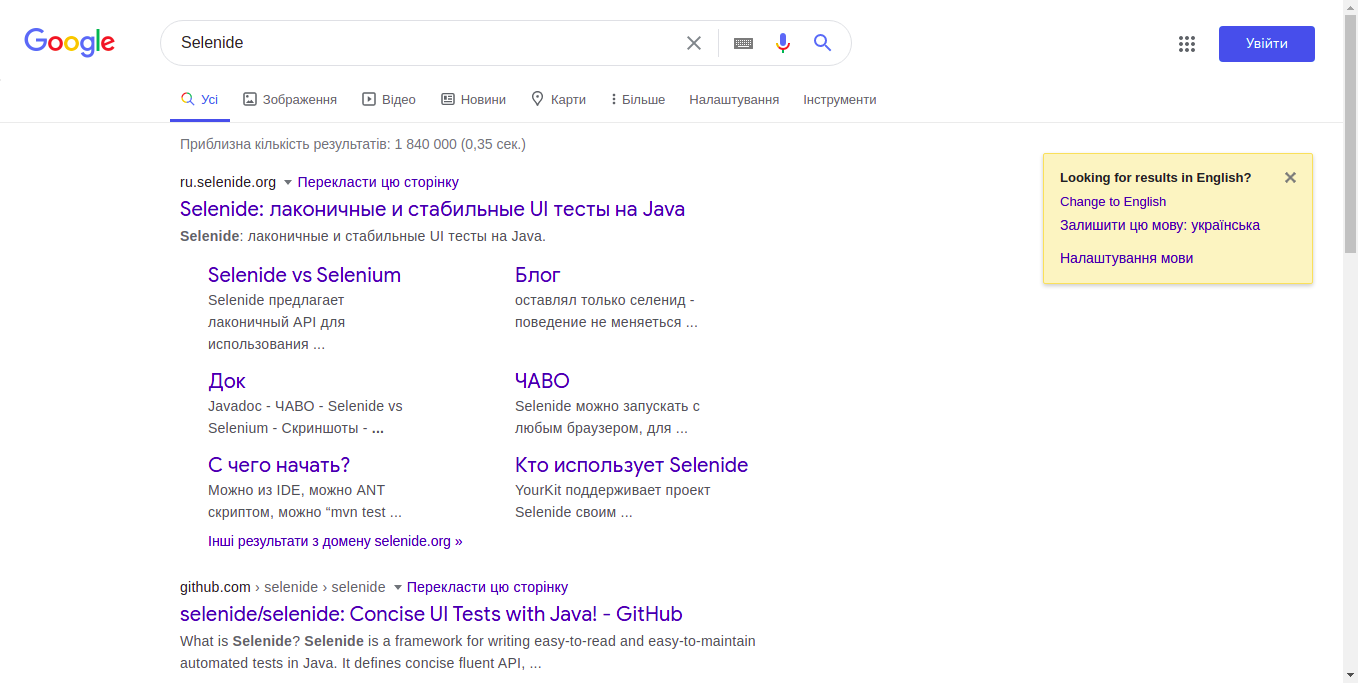 Google
Selenide
Увійти
Усі
Зображення
Відео
Новини
Карти
Більше
Налаштування
Інструменти
Приблизна кількість результатів: 1 840 000 (0,35 сек.)
ru.selenide.org
Перекласти цю сторінку
Selenide: лаконичные и стабильные UI тесты на Java
Selenide: лаконичные и стабильные UI тесты на Java.
Selenide vs Selenium
Selenide предлагает
лаконичный API для
использования ...
Блог
оставлял только селенид -
поведение не меняеться ...
Док
Javadoc - ЧАВО - Selenide vs
Selenium - Скриншоты - ...
ЧАВО
Selenide можно запускать с
любым браузером, для ...
С чего начать?
Можно из IDE, можно ANT
скриптом, можно “mvn test ...
Кто использует Selenide
YourKit поддерживает проект
Selenide своим ...
Інші результати з домену selenide.org »
github.com › selenide › selenide
Перекласти цю сторінку
selenide/selenide: Concise UI Tests with Java! - GitHub
What is Selenide? Selenide is a framework for writing easy-to-read and easy-to-maintain
automated tests in Java. It defines concise fluent API, ...
Looking for results in English?
Change to English
Залишити цю мову: українська
Налаштування мови